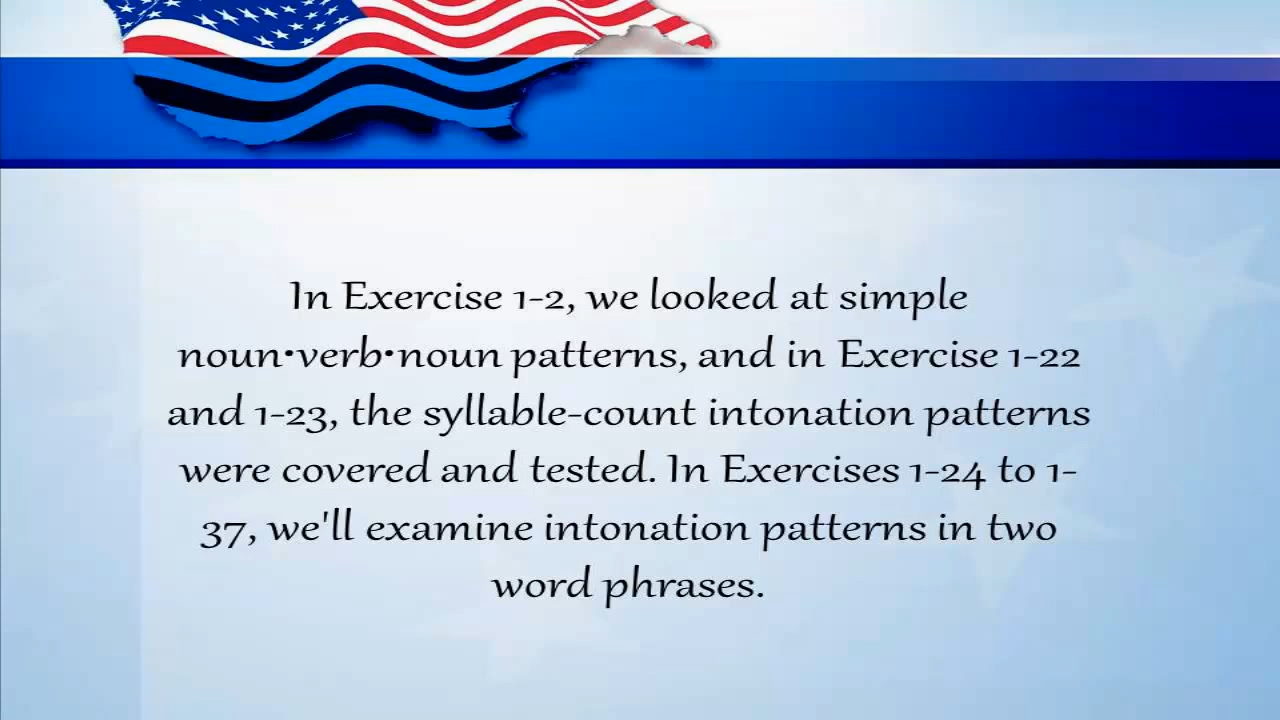 In Exercise 1-2, we looked at simple
noun•verb•noun patterns, and in Exercise 1-22
and 1-23, the syllable-count intonation patterns
were covered and tested. In Exercises 1-24 to 1-
37, we'll examine intonation patterns in two
word phrases.